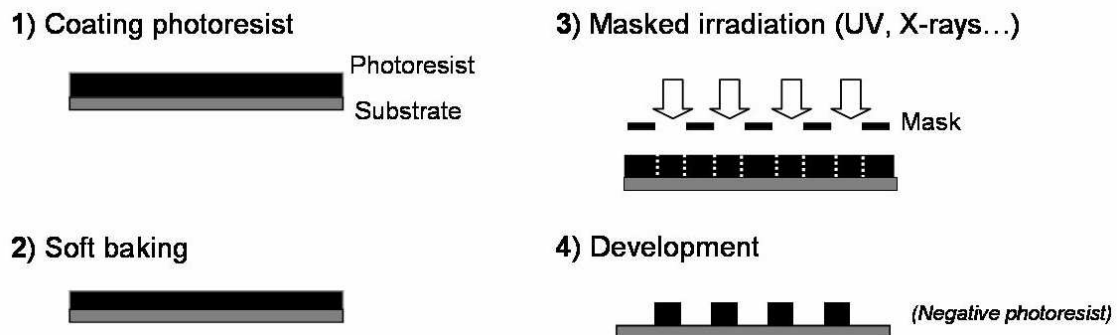 1) Coating photoresist
Photoresist
Substrate
2) Soft baking
3) Masked irradiation (UV, X-rays…)
Mask
4) Development
(Negative photoresist)